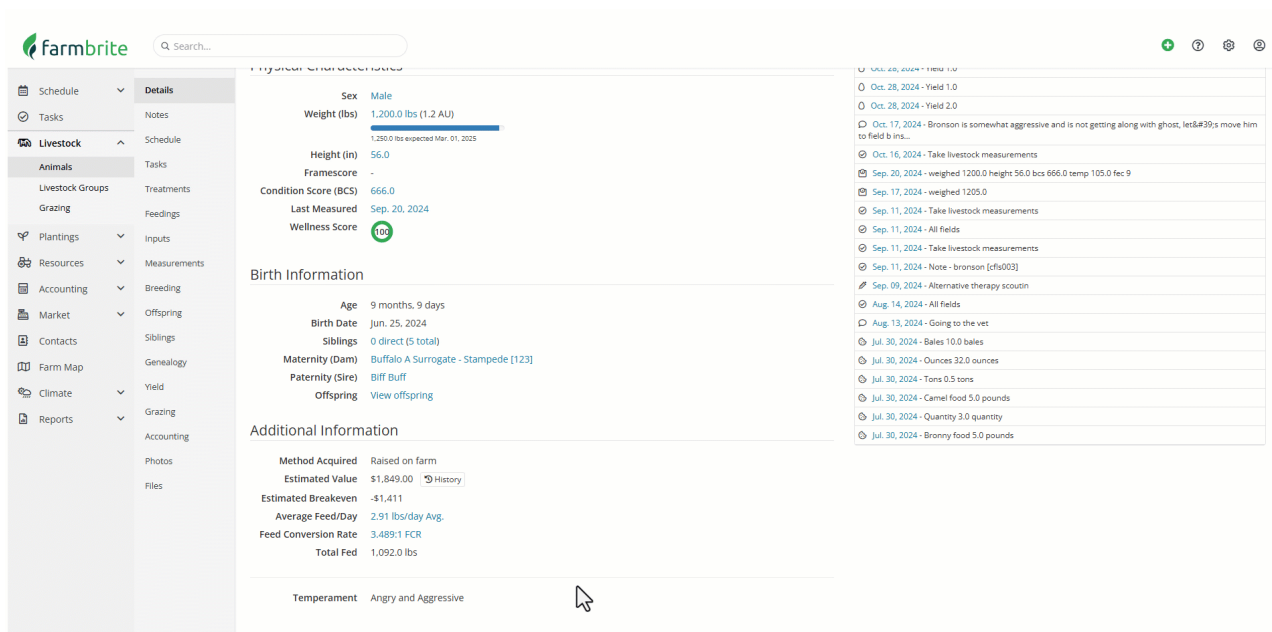 farmbrite
Search...
Schedule
Tasks
Livestock
Animals
Livestock Groups
Grazing
Plantings
Resources
Accounting
Market
Contacts
Farm Map
Climate
Reports
Details
Notes
Schedule
Tasks
Treatments
Feedings
Inputs
Measurements
Breeding
Offspring
Siblings
Genealogy
Yield
Grazing
Accounting
Photos
Files
Physical Characteristics
Sex Male
Weight (lbs) 1,200.0 lbs (1.2 AU)
1,250.0 lbs expected Mar. 01, 2025
Height (in) 56.0
Framescore -
Condition Score (BCS) 666.0
Last Measured Sep. 20, 2024
Wellness Score 100
Birth Information
Age 9 months, 9 days
Birth Date Jun. 25, 2024
Siblings 0 direct (5 total)
Maternity (Dam) Buffalo A Surrogate - Stampede [123]
Paternity (Sire) Biff Buff
Offspring View offspring
Additional Information
Method Acquired Raised on farm
Estimated Value $1,849.00 History
Estimated Breakeven -$1,411
Average Feed/Day 2.91 lbs/day Avg.
Feed Conversion Rate 3.489:1 FCR
Total Fed 1,092.0 lbs
Temperament Angry and Aggressive
Oct. 28, 2024 - Yield 1.0
Oct. 28, 2024 - Yield 1.0
Oct. 28, 2024 - Yield 2.0
Oct. 17, 2024 - Bronson is somewhat aggressive and is not getting along with ghost, let&#39;s move him
to field b ins...
Oct. 16, 2024 - Take livestock measurements
Sep. 20, 2024 - weighed 1200.0 height 56.0 bcs 666.0 temp 105.0 fec 9
Sep. 17, 2024 - weighed 1205.0
Sep. 11, 2024 - Take livestock measurements
Sep. 11, 2024 - All fields
Sep. 11, 2024 - Take livestock measurements
Sep. 11, 2024 - Note - bronson [cfls003]
Sep. 09, 2024 - Alternative therapy scoutin
Aug. 14, 2024 - All fields
Aug. 13, 2024 - Going to the vet
Jul. 30, 2024 - Bales 10.0 bales
Jul. 30, 2024 - Ounces 32.0 ounces
Jul. 30, 2024 - Tons 0.5 tons
Jul. 30, 2024 - Camel food 5.0 pounds
Jul. 30, 2024 - Quantity 3.0 quantity
Jul. 30, 2024 - Bronny food 5.0 pounds